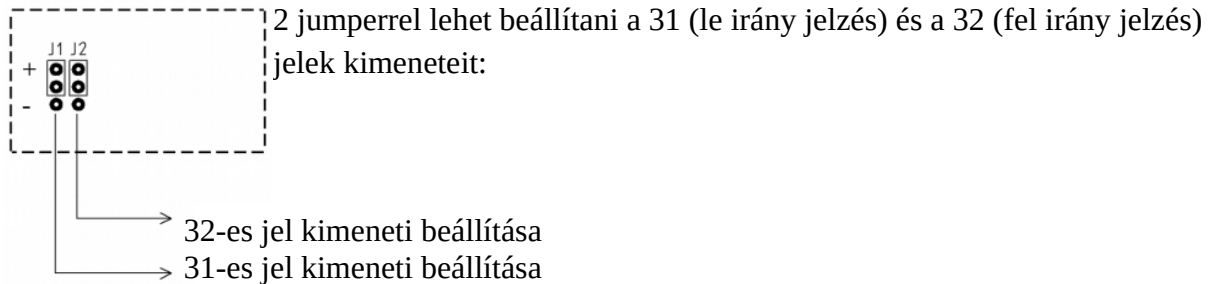 2 jumperrel lehet beállítani a 31 (le irány jelzés) és a 32 (fel irány jelzés)
jelek kimeneteit:
J1 J2
+
-
32-es jel kimeneti beállítása
31-es jel kimeneti beállítása